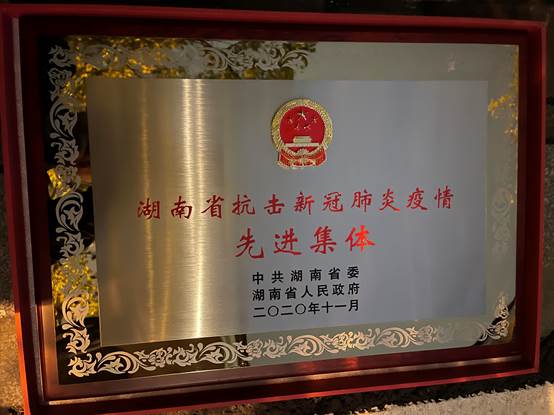 湖南省抗击新冠肺炎疫情
先进集体
中共湖南省委
湖南省人民政府
二〇二〇年十一月